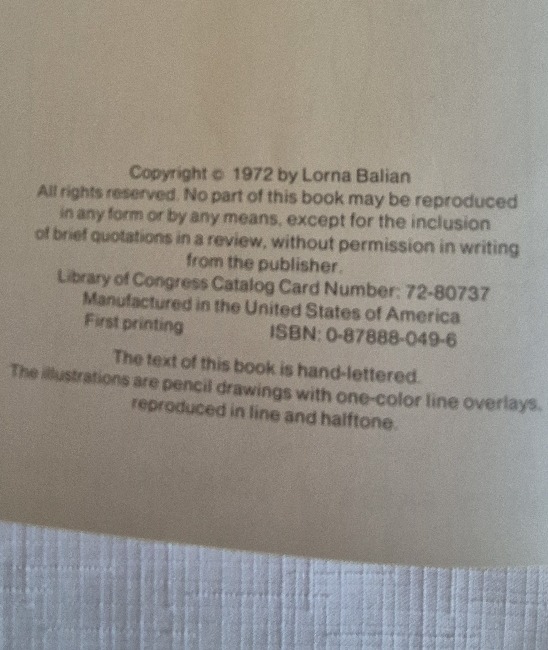 Copyright © 1972 by Lorna Balian
All rights reserved. No part of this book may be reproduced
in any form or by any means, except for the inclusion
of brief quotations in a review, without permission in writing
from the publisher.
Library of Congress Catalog Card Number: 72-80737
Manufactured in the United States of America
First printing ISBN: 0-87888-049-6
The text of this book is hand-lettered.
The illustrations are pencil drawings with one-color line overlays,
reproduced in line and halftone.